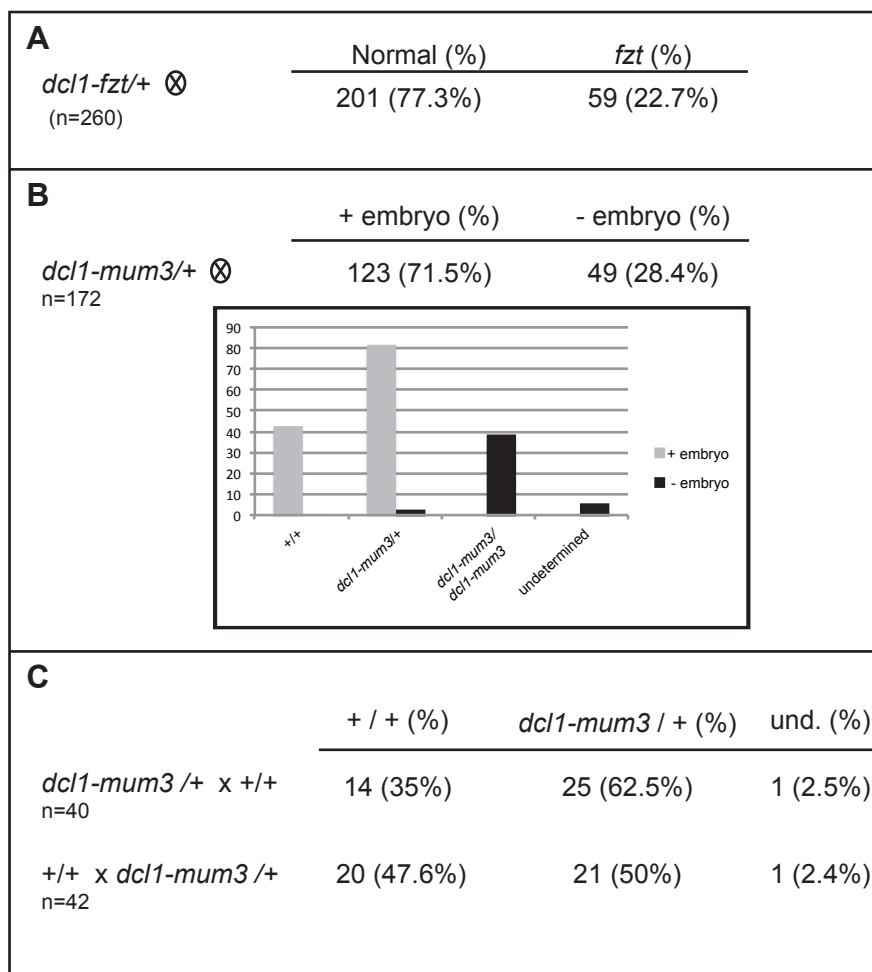 A
Normal (%) fzt (%)
dcl1-fzt/+ ⊗ 201 (77.3%) 59 (22.7%)
(n=260)
B
+ embryo (%) - embryo (%)
dcl1-mum3/+ ⊗ 123 (71.5%) 49 (28.4%)
n=172
90
80
70
60
50
40
30
20
10
0
+ embryo
- embryo
+/+
dcl1-mum3/+
dcl1-mum3/
dcl1-mum3
undetermined
C
+ / + (%) dcl1-mum3 / + (%) und. (%)
dcl1-mum3 /+ x +/+ 14 (35%) 25 (62.5%) 1 (2.5%)
n=40
+/+ x dcl1-mum3 /+ 20 (47.6%) 21 (50%) 1 (2.4%)
n=42